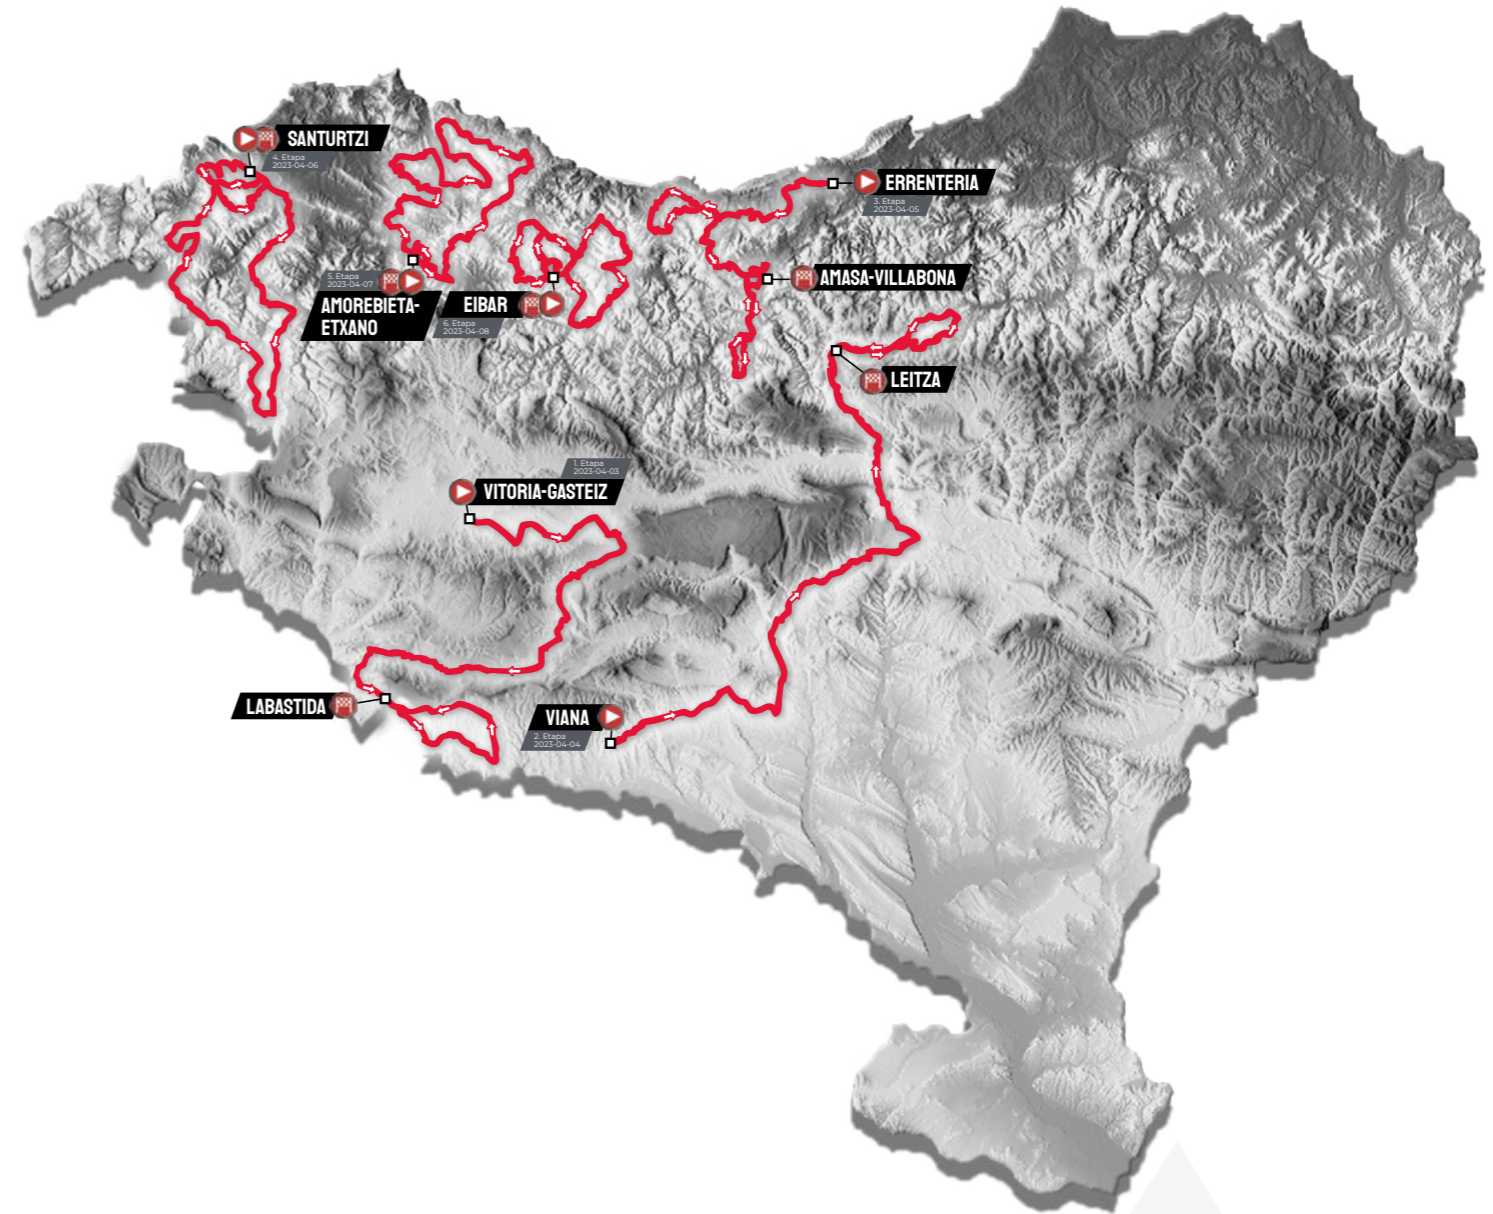 SANTURTZI
4. Etapa
2023-04-06
ERRENTERIA
3. Etapa
2023-04-05
5. Etapa
2023-04-07
AMOREBIETA-
ETXANO
EIBAR
6. Etapa
2023-04-08
AMASA-VILLABONA
LEITZA
1. Etapa
2023-04-03
VITORIA-GASTEIZ
LABASTIDA
VIANA
2. Etapa
2023-04-04